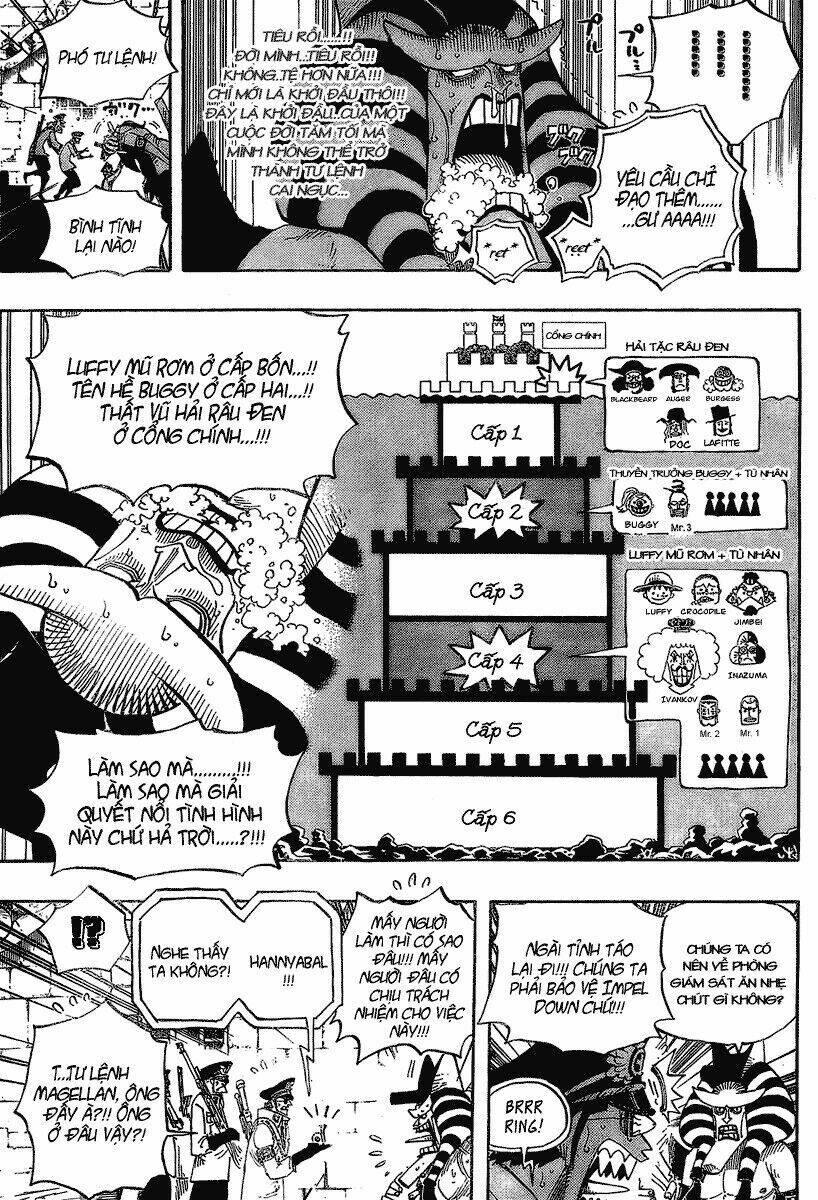 プル
プル
TIÊU RỒI.....!!
ĐỜI MÌNH...TIÊU RỒI!!!
KHÔNG TỆ HƠN NỮA!!!
CHỈ MỚI LÀ KHỞI ĐẦU THÔI!!!
ĐÂY LÀ KHỞI ĐẦU CỦA MỘT
CUỘC ĐỜI TĂM TỐI MÀ
MÌNH KHÔNG THỂ TRỞ
THÀNH TƯ LỆNH
CAI NGỤC...
YÊU CẦU CHỈ
ĐẠO THÊM......
...GƯ AAAA!!!
*rẹt*
*rẹẹt*
PHÓ TƯ LỆNH!
BÌNH TĨNH
LẠI NÀO!
LUFFY MŨ RƠM Ở CẤP BỐN...!!
TÊN HỀ BUGGY Ở CẤP HAI...!!
THẤT VŨ HẢI RÂU ĐEN
Ở CỔNG CHÍNH...!!!
CỔNG CHÍNH
HẢI TẶC RÂU ĐEN
BLACKBEARD AUGER BURGESS
DOC LAFITTE
Cấp 1
THUYỀN TRƯỞNG BUGGY + TÙ NHÂN
BUGGY Mr.3
Cấp 2
LUFFY MŨ RƠM + TÙ NHÂN
LUFFY CROCODILE JIMBEI
INAZUMA
IVANKOV
Mr. 2 Mr. 1
Cấp 3
Cấp 4
Cấp 5
Cấp 6
LÀM SAO MÀ.........!!!
LÀM SAO MÀ GIẢI
QUYẾT NỔI TÌNH HÌNH
NÀY CHỨ HẢ TRỜI.....?!!!
CHÚNG TA CÓ
NÊN VỀ PHÒNG
GIÁM SÁT ĂN NHẸ
CHÚT GÌ KHÔNG?
NGÀI TỈNH TÁO
LẠI ĐI!!! CHÚNG TA
PHẢI BẢO VỆ IMPEL
DOWN CHỨ!!!
BRRR
RING!
MẤY NGƯỜI
LÀM THÌ CÓ SAO
ĐÂU!!! MẤY
NGƯỜI ĐÂU CÓ
CHỊU TRÁCH
NHIỆM CHO VIỆC
NÀY!!!
HANNYABAL
!!!
NGHE THẤY
TA KHÔNG?!
!?
T..TƯ LỆNH
MAGELLAN, ÔNG
ĐẤY À?!! ÔNG
Ở ĐÂU VẬY?!